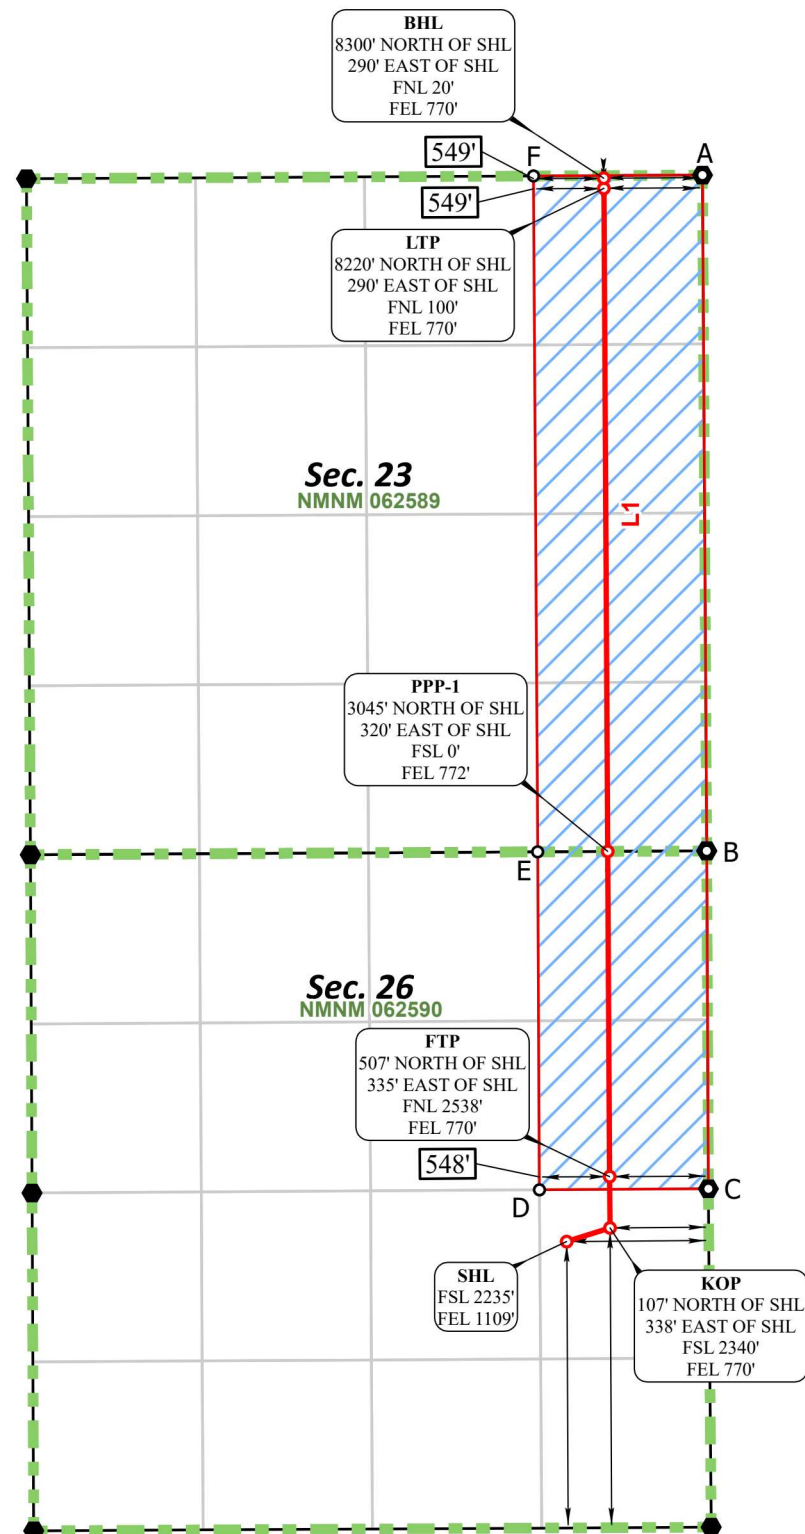 BHL
8300' NORTH OF SHL
290' EAST OF SHL
FNL 20'
FEL 770'
549'
F
A
549'
LTP
8220' NORTH OF SHL
290' EAST OF SHL
FNL 100'
FEL 770'
Sec. 23
NMNM 062589
L1
PPP-1
3045' NORTH OF SHL
320' EAST OF SHL
FSL 0'
FEL 772'
E
B
Sec. 26
NMNM 062590
FTP
507' NORTH OF SHL
335' EAST OF SHL
FNL 2538'
FEL 770'
548'
D
C
SHL
FSL 2235'
FEL 1109'
KOP
107' NORTH OF SHL
338' EAST OF SHL
FSL 2340'
FEL 770'